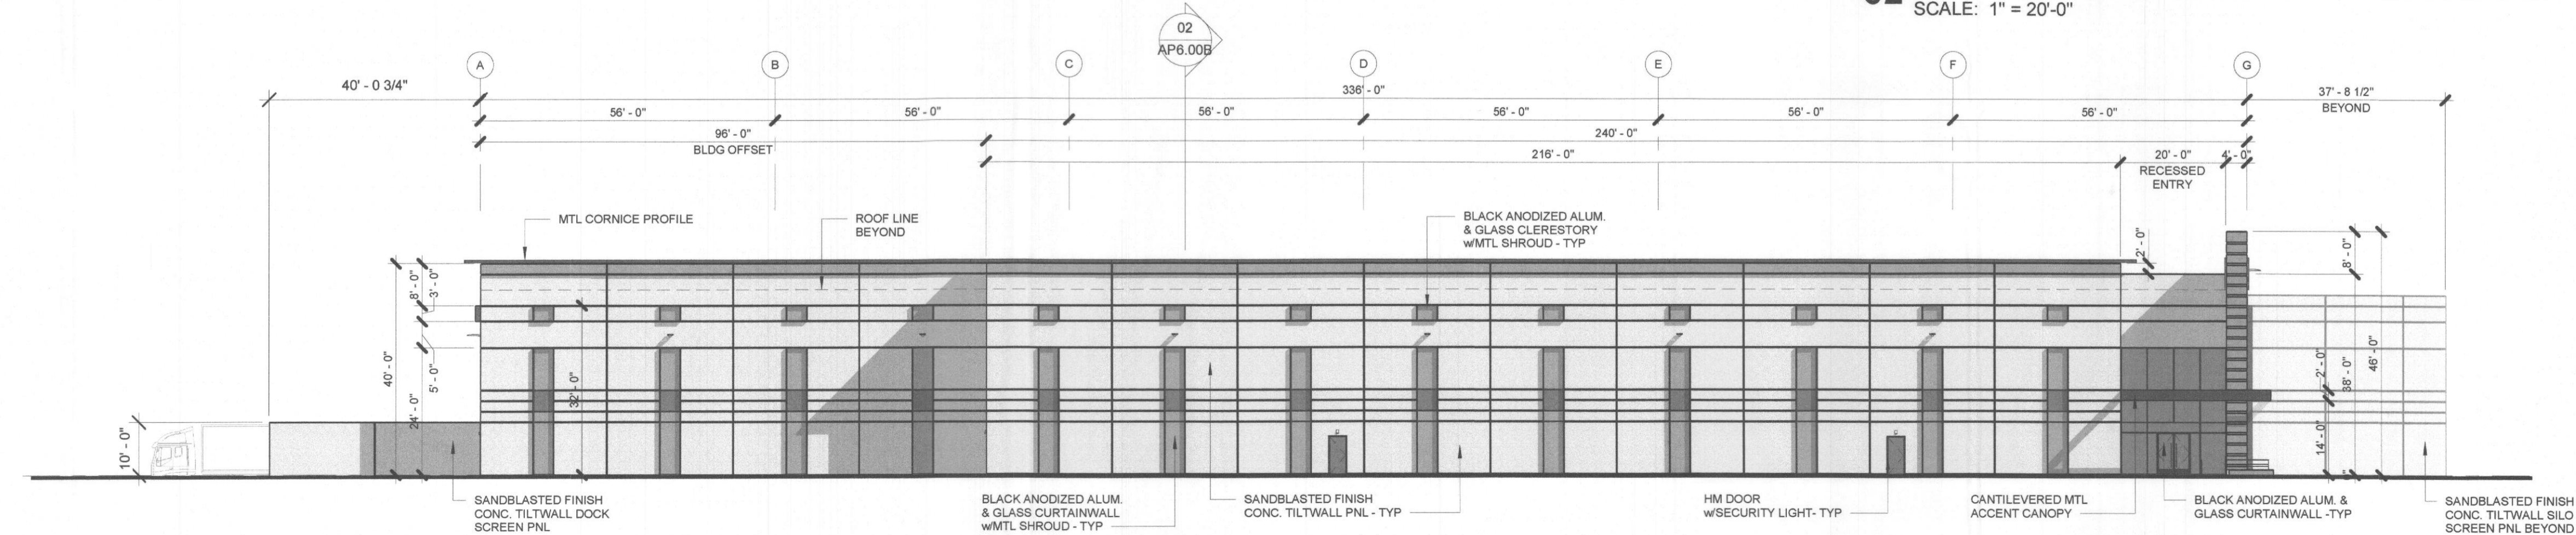 SCALE: 1" = 20'-0"
02
AP6.00B
A
B
C
D
E
F
G
40' - 0 3/4"
336' - 0"
37' - 8 1/2"
BEYOND
56' - 0"
56' - 0"
56' - 0"
56' - 0"
56' - 0"
56' - 0"
96' - 0"
BLDG OFFSET
240' - 0"
216' - 0"
20' - 0"
RECESSED
ENTRY
4' - 0"
MTL CORNICE PROFILE
ROOF LINE
BEYOND
BLACK ANODIZED ALUM.
& GLASS CLERESTORY
w/MTL SHROUD - TYP
2' - 0"
8' - 0"
8' - 0"
3' - 0"
40' - 0"
5' - 0"
24' - 0"
32' - 0"
10' - 0"
2' - 0"
38' - 0"
46' - 0"
14' - 0"
SANDBLASTED FINISH
CONC. TILTWALL DOCK
SCREEN PNL
BLACK ANODIZED ALUM.
& GLASS CURTAINWALL
w/MTL SHROUD - TYP
SANDBLASTED FINISH
CONC. TILTWALL PNL - TYP
HM DOOR
w/SECURITY LIGHT- TYP
CANTILEVERED MTL
ACCENT CANOPY
BLACK ANODIZED ALUM. &
GLASS CURTAINWALL -TYP
SANDBLASTED FINISH
CONC. TILTWALL SILO
SCREEN PNL BEYOND